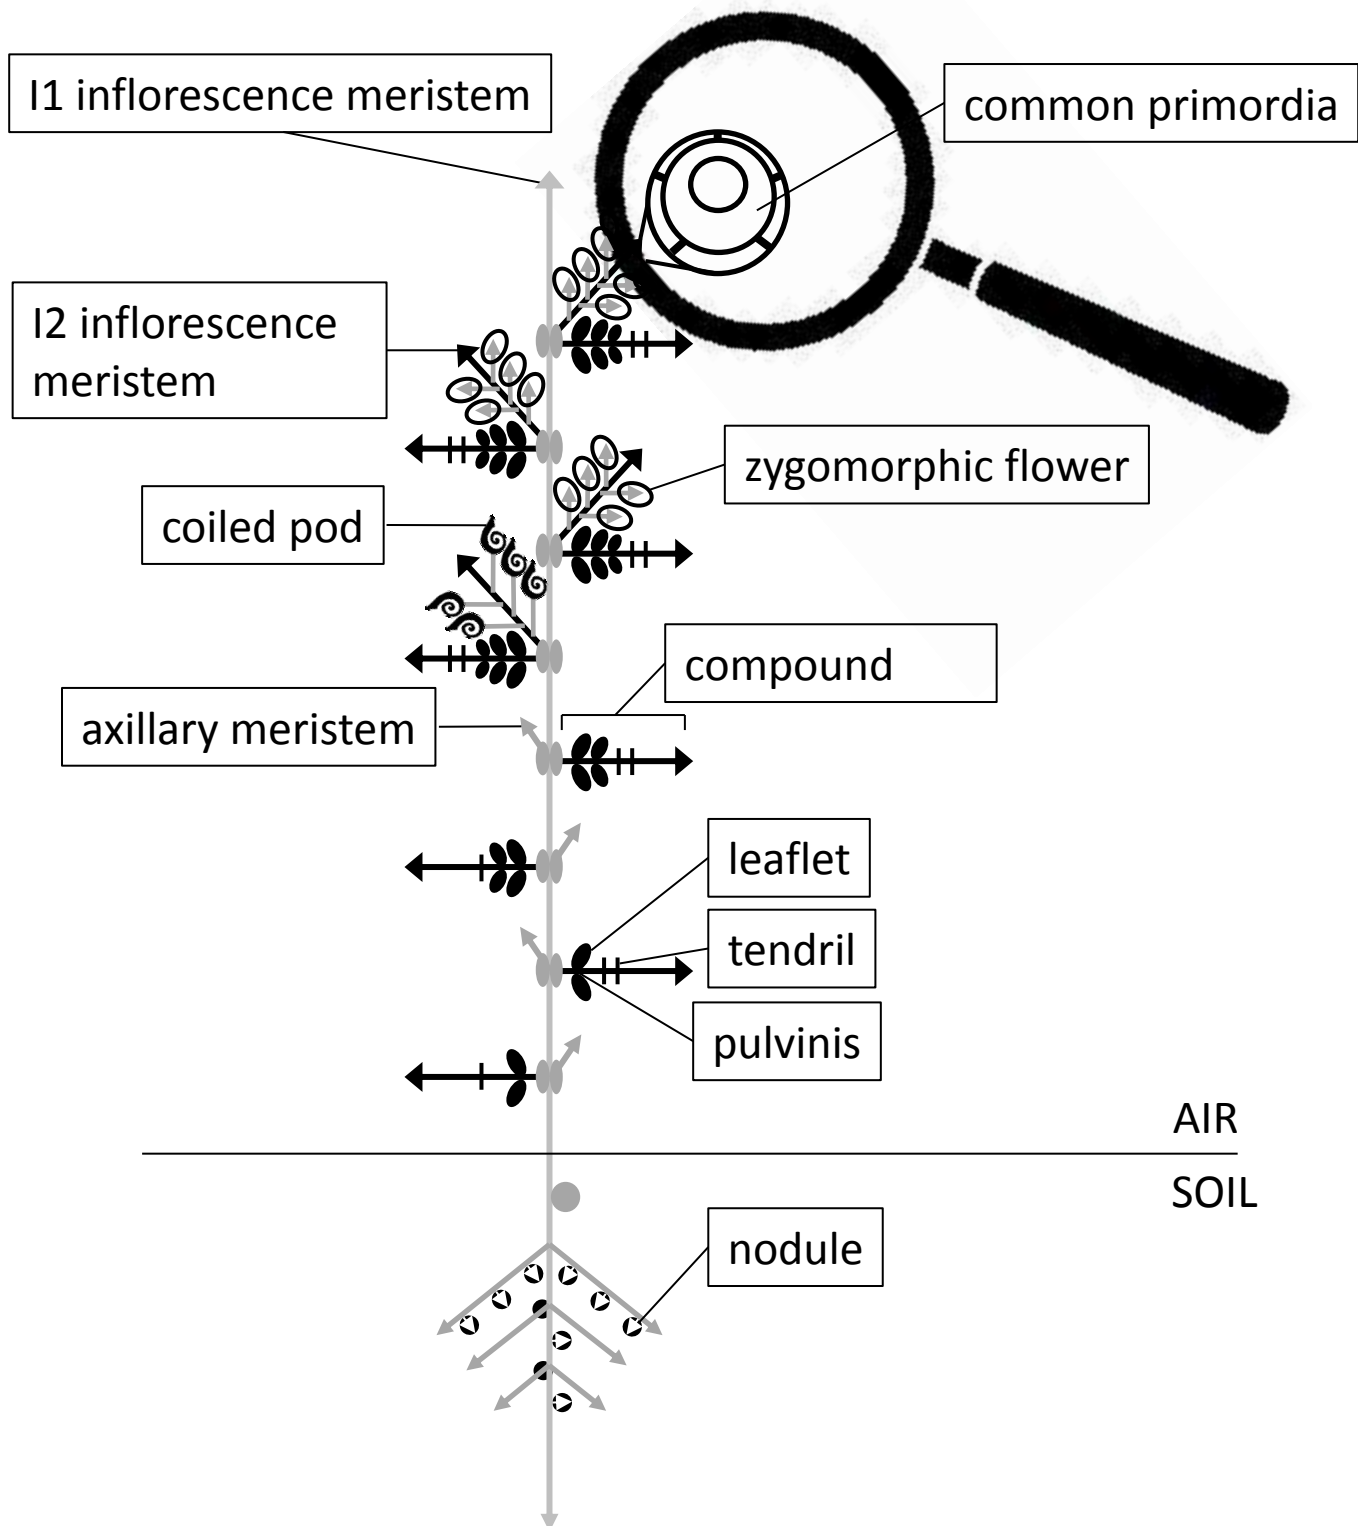 I1 inflorescence meristem
common primordia
I2 inflorescence
meristem
zygomorphic flower
coiled pod
compound
axillary meristem
leaflet
tendril
pulvinis
AIR
SOIL
nodule